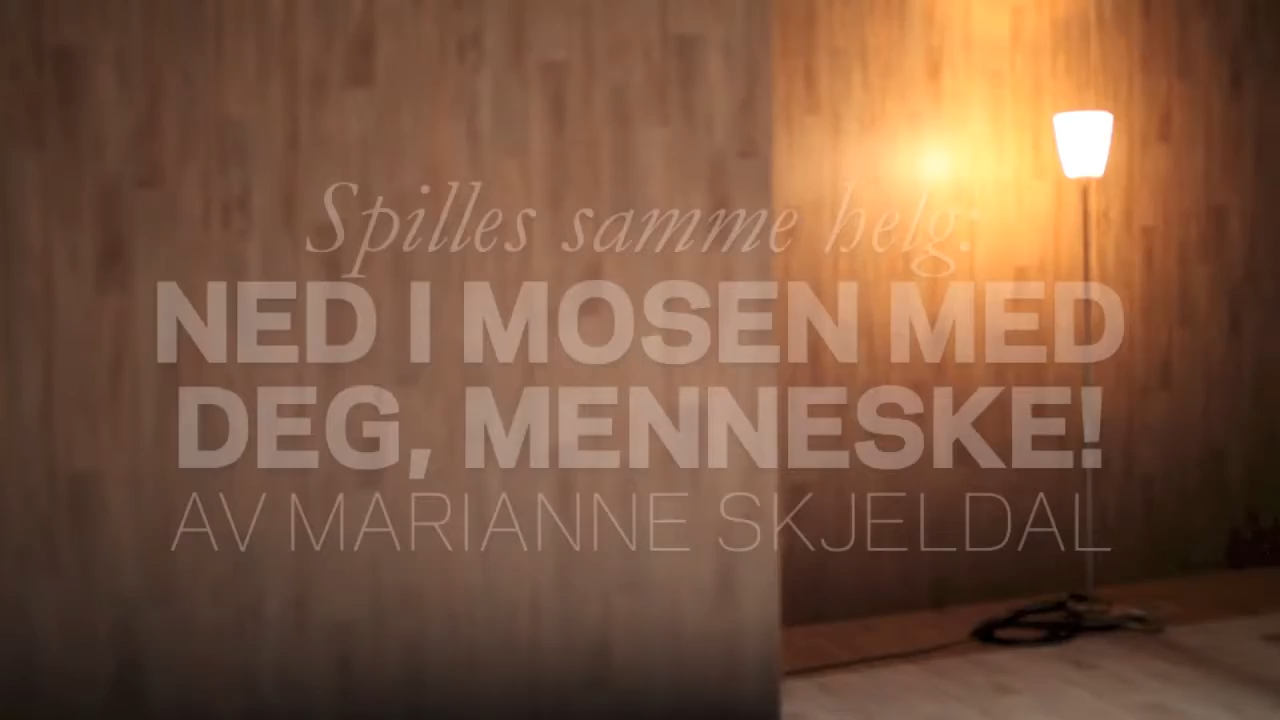 Spilles samme helg:
NED I MOSEN MED
DEG, MENNESKE!
AV MARIANNE SKJELDAL